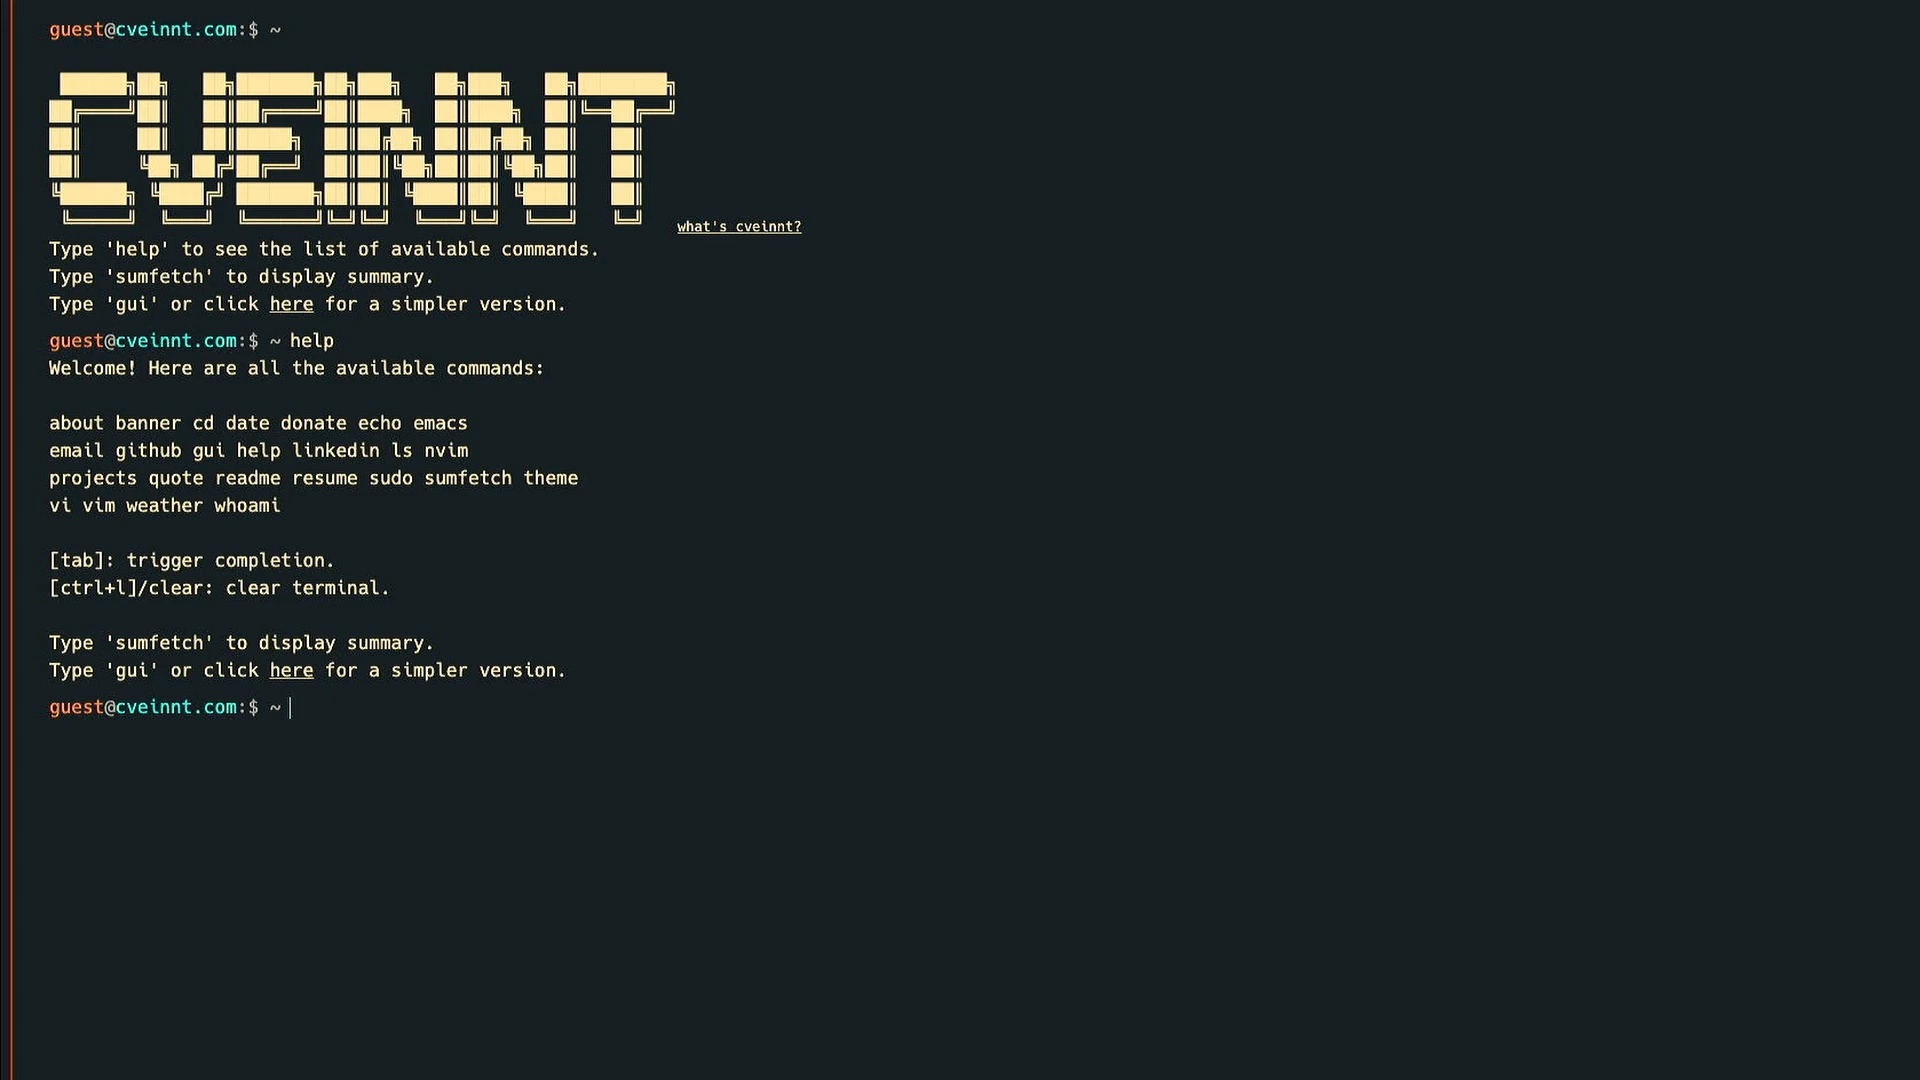 guest@cveinnt.com:$ ~
CVEINNT
what's cveinnt?
Type 'help' to see the list of available commands.
Type 'sumfetch' to display summary.
Type 'gui' or click here for a simpler version.
guest@cveinnt.com:$ ~ help
Welcome! Here are all the available commands:
about banner cd date donate echo emacs
email github gui help linkedin ls nvim
projects quote readme resume sudo sumfetch theme
vi vim weather whoami
[tab]: trigger completion.
[ctrl+l]/clear: clear terminal.
Type 'sumfetch' to display summary.
Type 'gui' or click here for a simpler version.
guest@cveinnt.com:$ ~